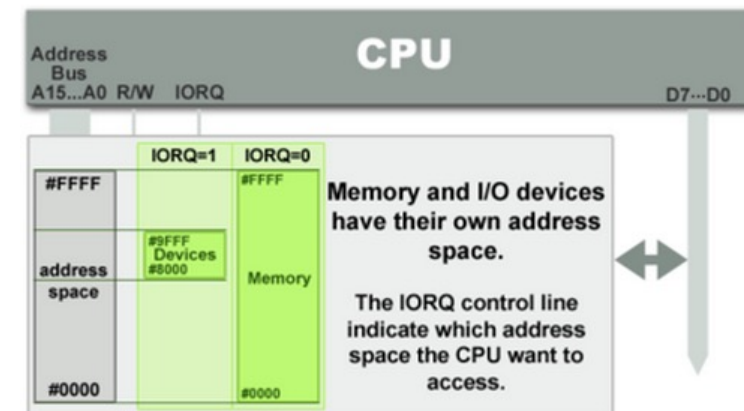 CPU
Address
Bus
A15...A0 R/W IORQ
D7...D0
IORQ=1 IORQ=0
#FFFF
#FFFF
#9FFF
Devices
#8000
Memory
address
space
#0000
#0000
Memory and I/O devices
have their own address
space.
The IORQ control line
indicate which address
space the CPU want to
access.